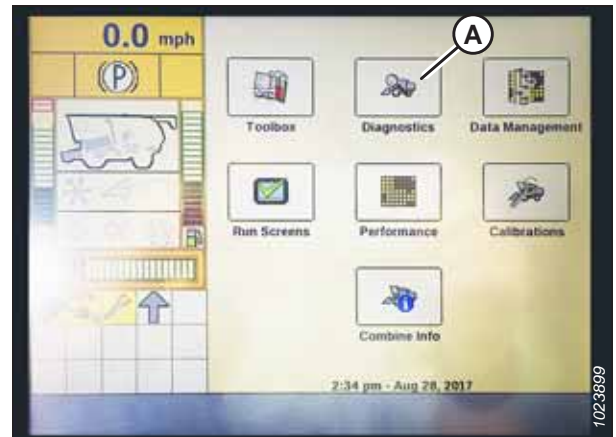 0.0 mph
(P)
A
Toolbox
Diagnostics
Data Management
Run Screens
Performance
Calibrations
Combine Info
2:34 pm - Aug 28, 2017
1023899